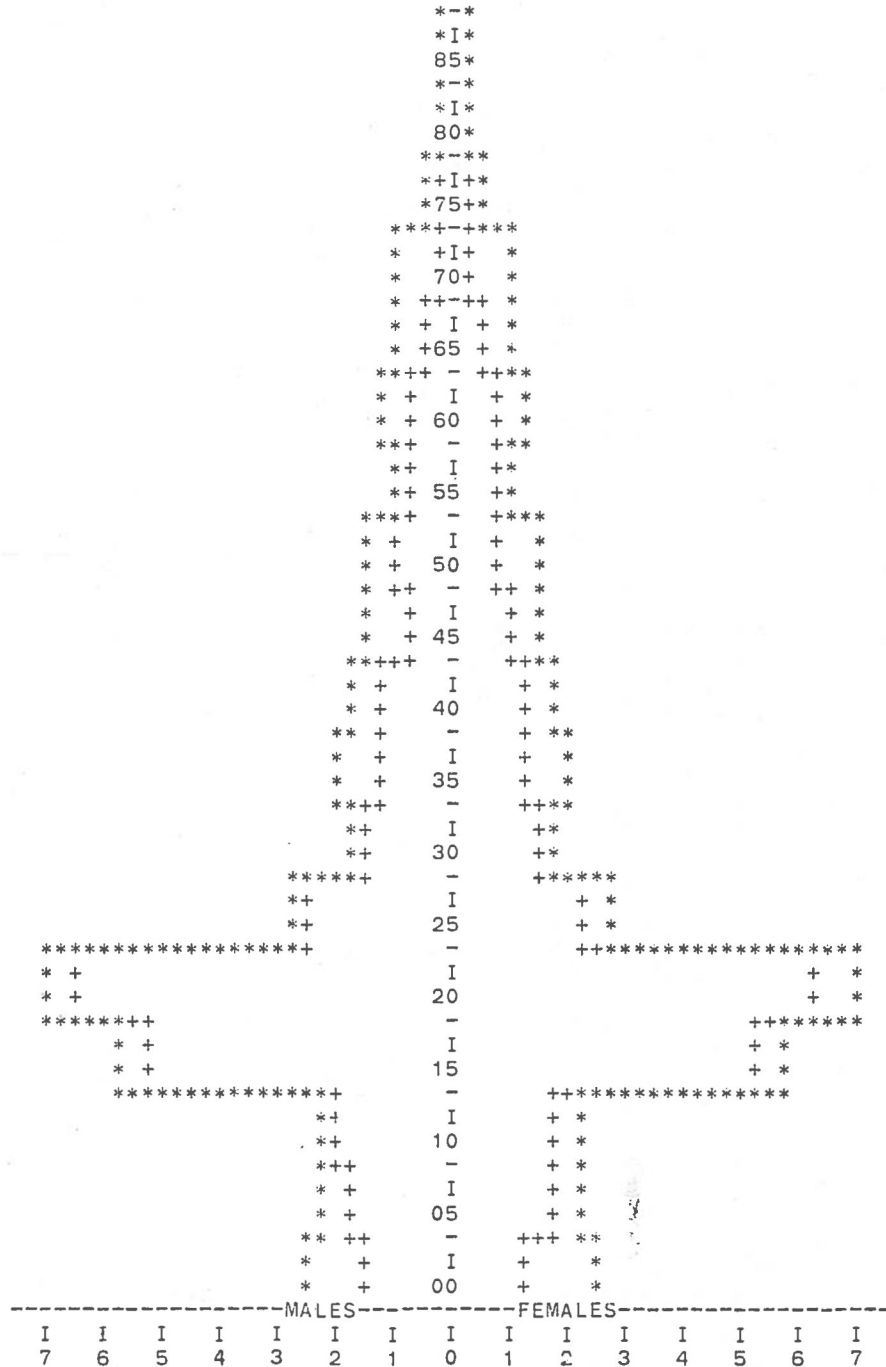 *-*
*I*
85*
*-*
*I*
80*
**-**
*+I+*
*75+*
***+-+***
* +I+ *
* 70+ *
* ++-++ *
* + I + *
* +65 + *
**++ - ++**
* + I + *
* + 60 + *
**+ - +**
*+ I +*
*+ 55 +*
***+ - +***
* + I + *
* + 50 + *
* ++ - ++ *
* + I + *
* + 45 + *
**+++ - ++**
* + I + *
* + 40 + *
** + - + **
* + I + *
* + 35 + *
**++ - ++**
*+ I +*
*+ 30 +*
*****+ - +*****
*+ I + *
*+ 25 + *
******************+ - ++******************
* + I + *
* + 20 + *
******++ - ++******
* + I + *
* + 15 + *
***************+ - ++***************
*+ I + *
*+ 10 + *
*++ - + *
* + I + *
* + 05 + *
** ++ - +++ **
* + I + *
* + 00 + *
-------------------MALES-----------FEMALES-------------------
I I I I I I I I I I I I I I I
7 6 5 4 3 2 1 0 1 2 3 4 5 6 7